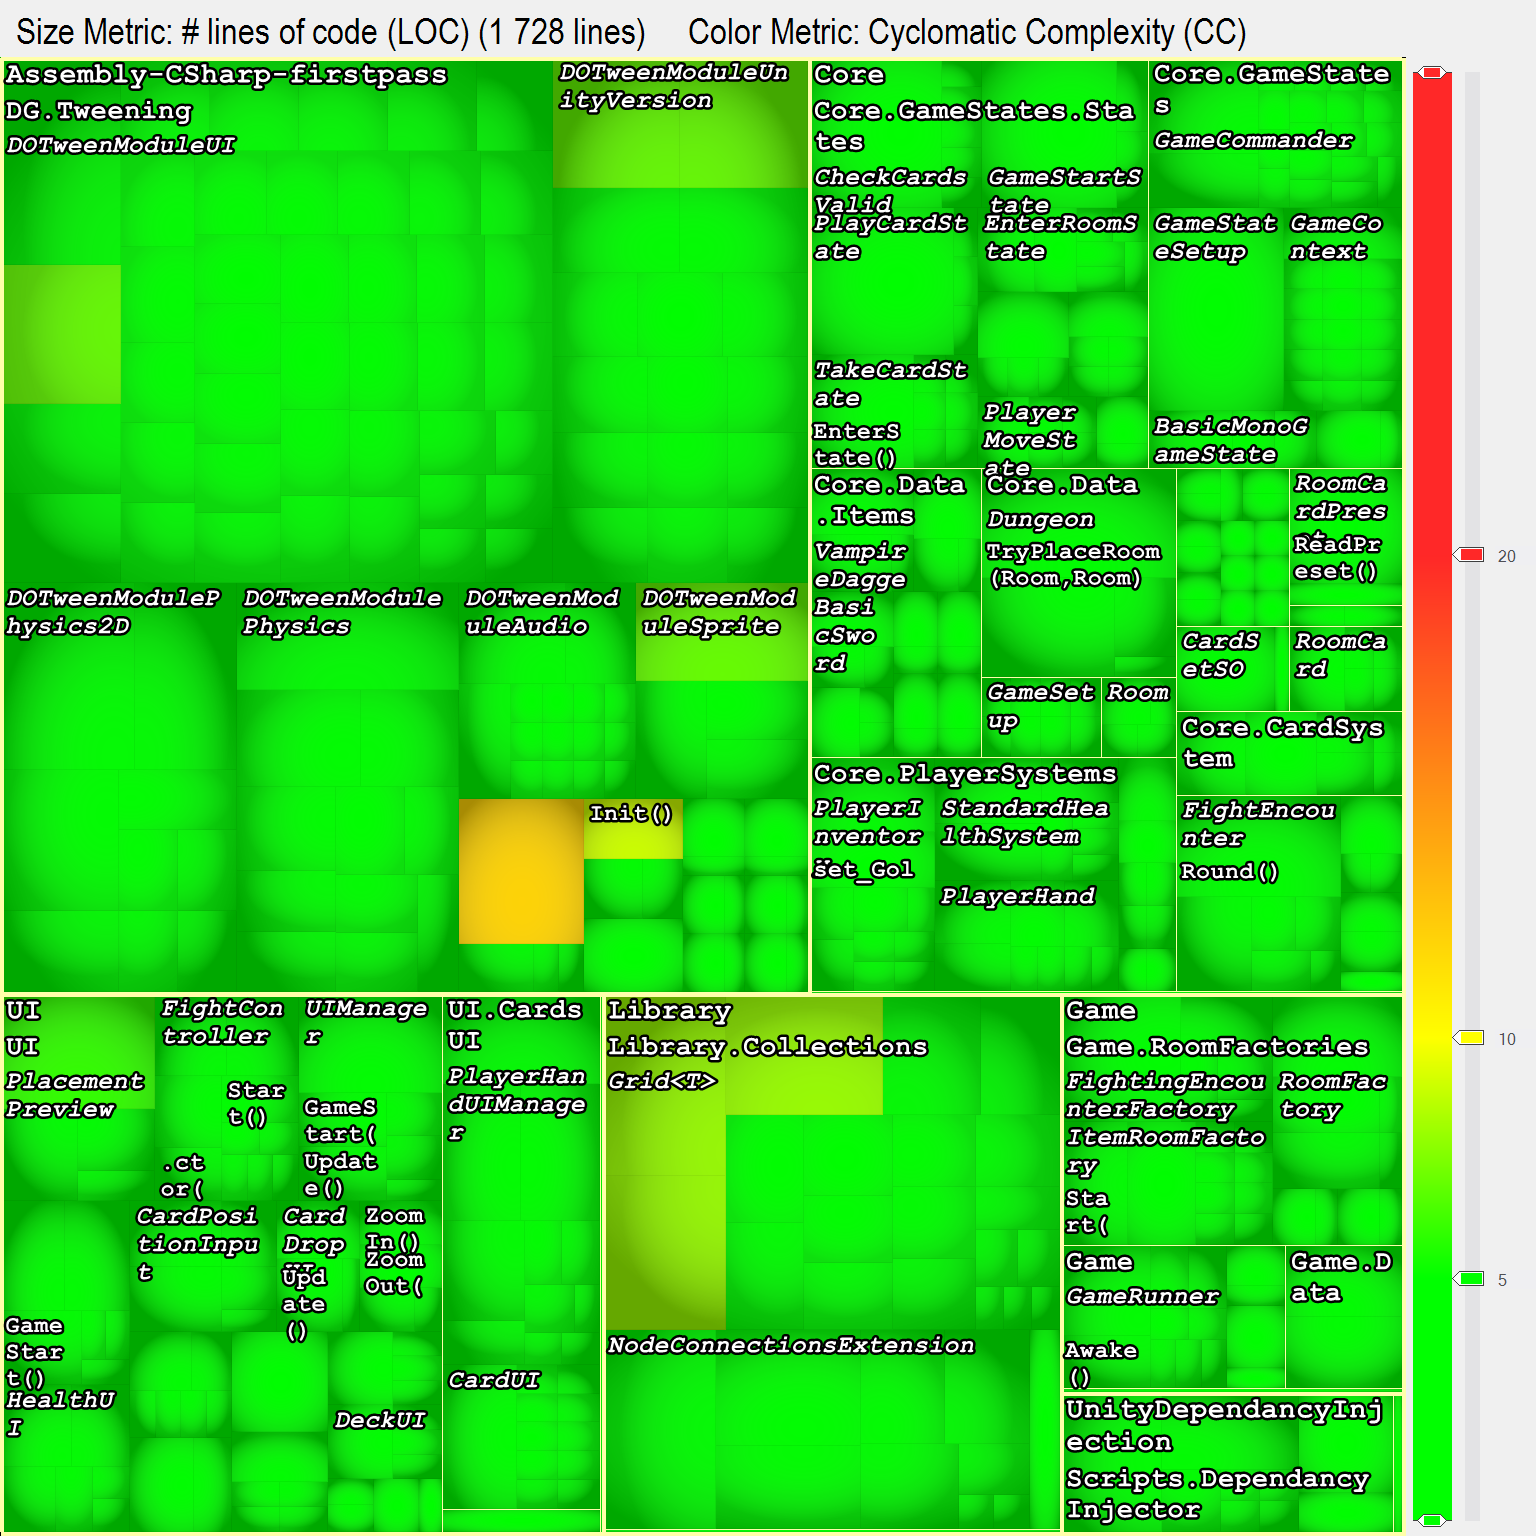 Size Metric: # lines of code (LOC) (1 728 lines)     Color Metric: Cyclomatic Complexity (CC)
Assembly-CSharp-firstpass
DG.Tweening
DOTweenModuleUI
DOTweenModuleUn
ityVersion
DOTweenModuleP
hysics2D
DOTweenModule
Physics
DOTweenMod
uleAudio
DOTweenMod
uleSprite
Init()
Core
Core.GameStates.Sta
tes
CheckCards
Valid
GameStartS
tate
PlayCardSt
ate
EnterRoomS
tate
TakeCardSt
ate
EnterS
tate()
Player
MoveSt
ate
Core.GameState
s
GameCommander
GameStat
eSetup
GameCo
ntext
BasicMonoG
ameState
Core.Data
.Items
Vampir
eDagge
Basi
cSwo
rd
Core.Data
Dungeon
TryPlaceRoom
(Room,Room)
GameSet
up
Room
RoomCa
rdPres
ReadPr
eset()
CardS
etSO
RoomCa
rd
Core.CardSys
tem
FightEncou
nter
Round()
Core.PlayerSystems
PlayerI
nventor
set_Gol
StandardHea
lthSystem
PlayerHand
UI
UI
Placement
Preview
FightCon
troller
Star
t()
.ct
or(
UIManage
r
GameS
tart(
Updat
e()
CardPosi
tionInpu
t
Card
Drop
Upd
ate
()
Zoom
In()
Zoom
Out(
Game
Star
t()
HealthU
I
DeckUI
UI.Cards
UI
PlayerHan
dUIManage
r
CardUI
Library
Library.Collections
Grid<T>
NodeConnectionsExtension
Game
Game.RoomFactories
FightingEncou
nterFactory
ItemRoomFacto
ry
Sta
rt(
RoomFac
tory
Game
GameRunner
Awake
()
Game.D
ata
UnityDependancyInj
ection
Scripts.Dependancy
Injector
20
10
5